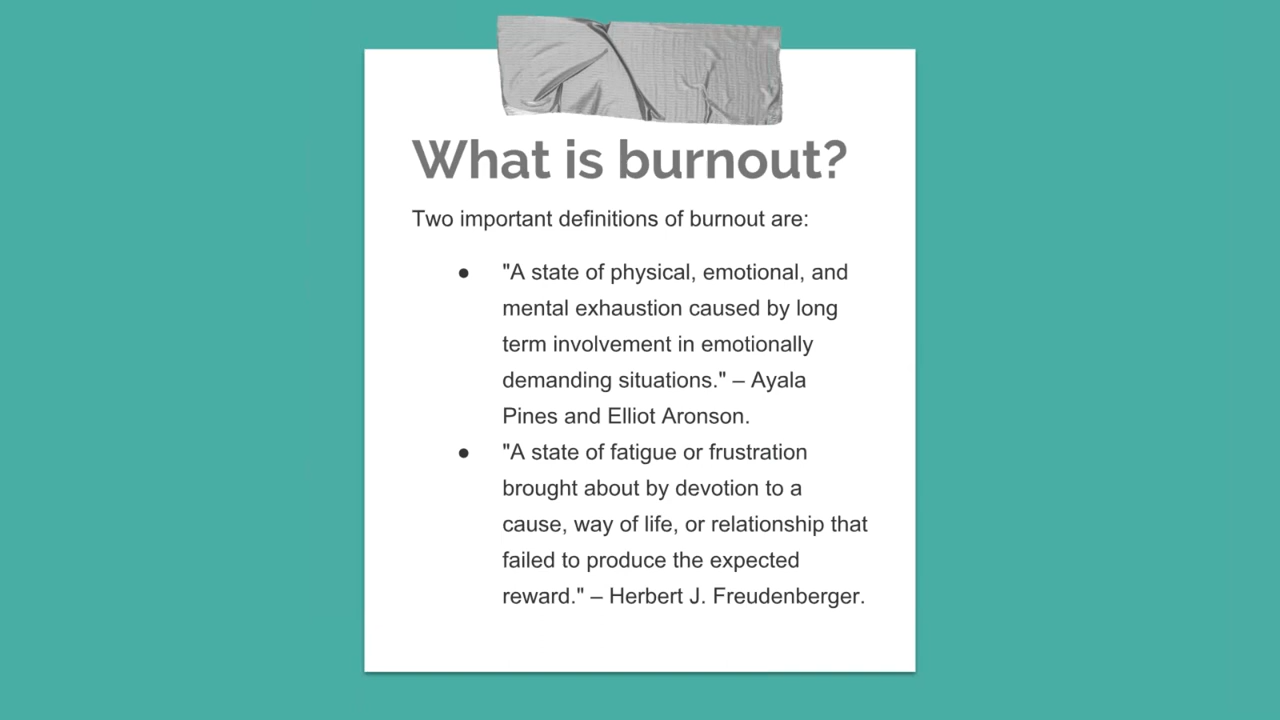 What is burnout?
Two important definitions of burnout are:
● "A state of physical, emotional, and
mental exhaustion caused by long
term involvement in emotionally
demanding situations." – Ayala
Pines and Elliot Aronson.
● "A state of fatigue or frustration
brought about by devotion to a
cause, way of life, or relationship that
failed to produce the expected
reward." – Herbert J. Freudenberger.